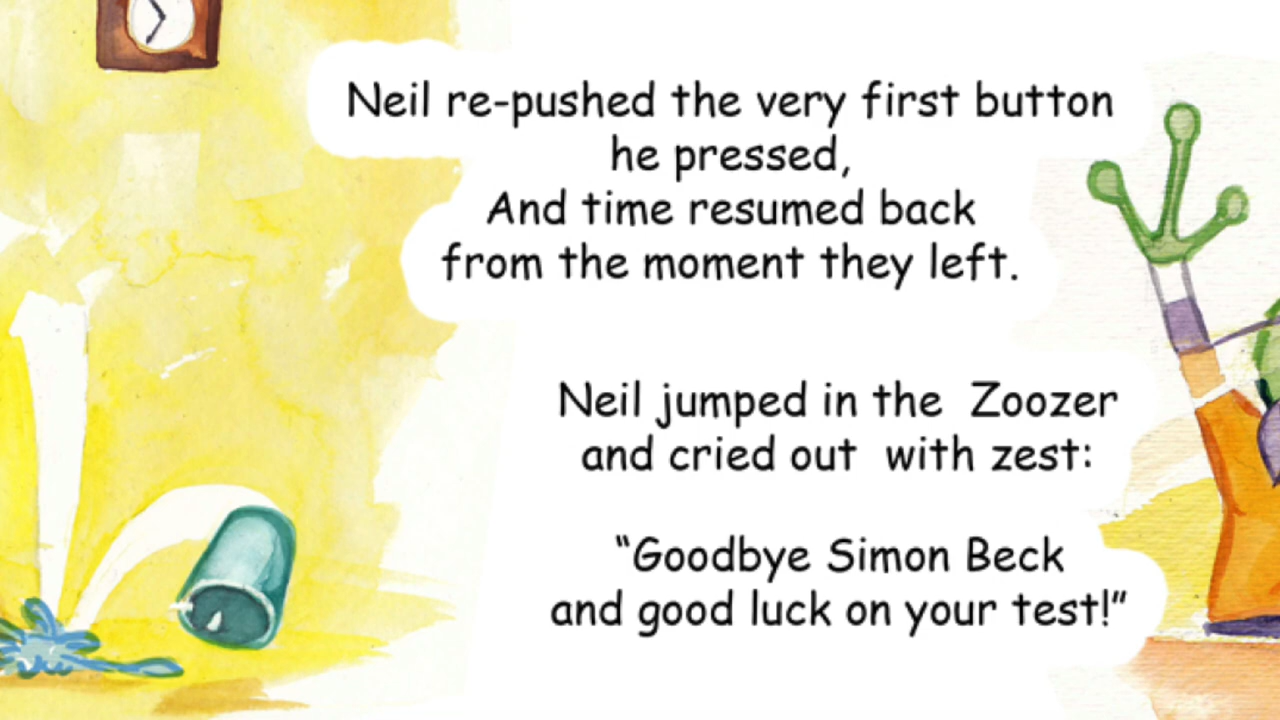 Neil re-pushed the very first button
he pressed,
And time resumed back
from the moment they left.
Neil jumped in the Zoozer
and cried out with zest:
“Goodbye Simon Beck
and good luck on your test!”